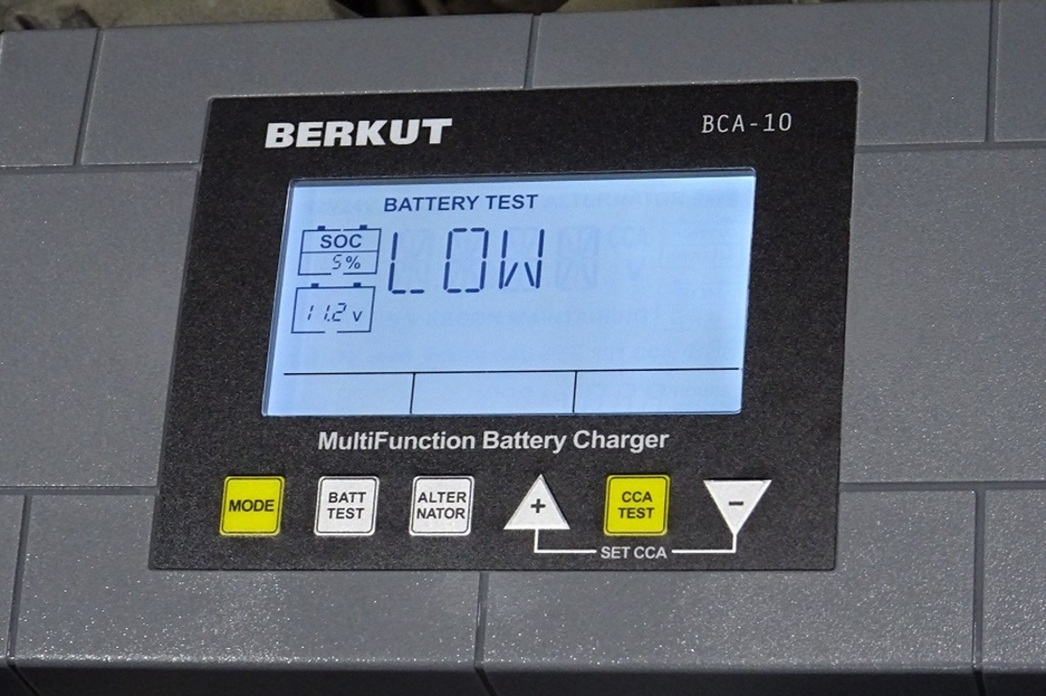 BERKUT
BCA-10
BATTERY TEST
SOC
5%
LOW
11.2 v
MultiFunction Battery Charger
MODE
BATT
TEST
ALTER
NATOR
+
CCA
TEST
-
SET CCA